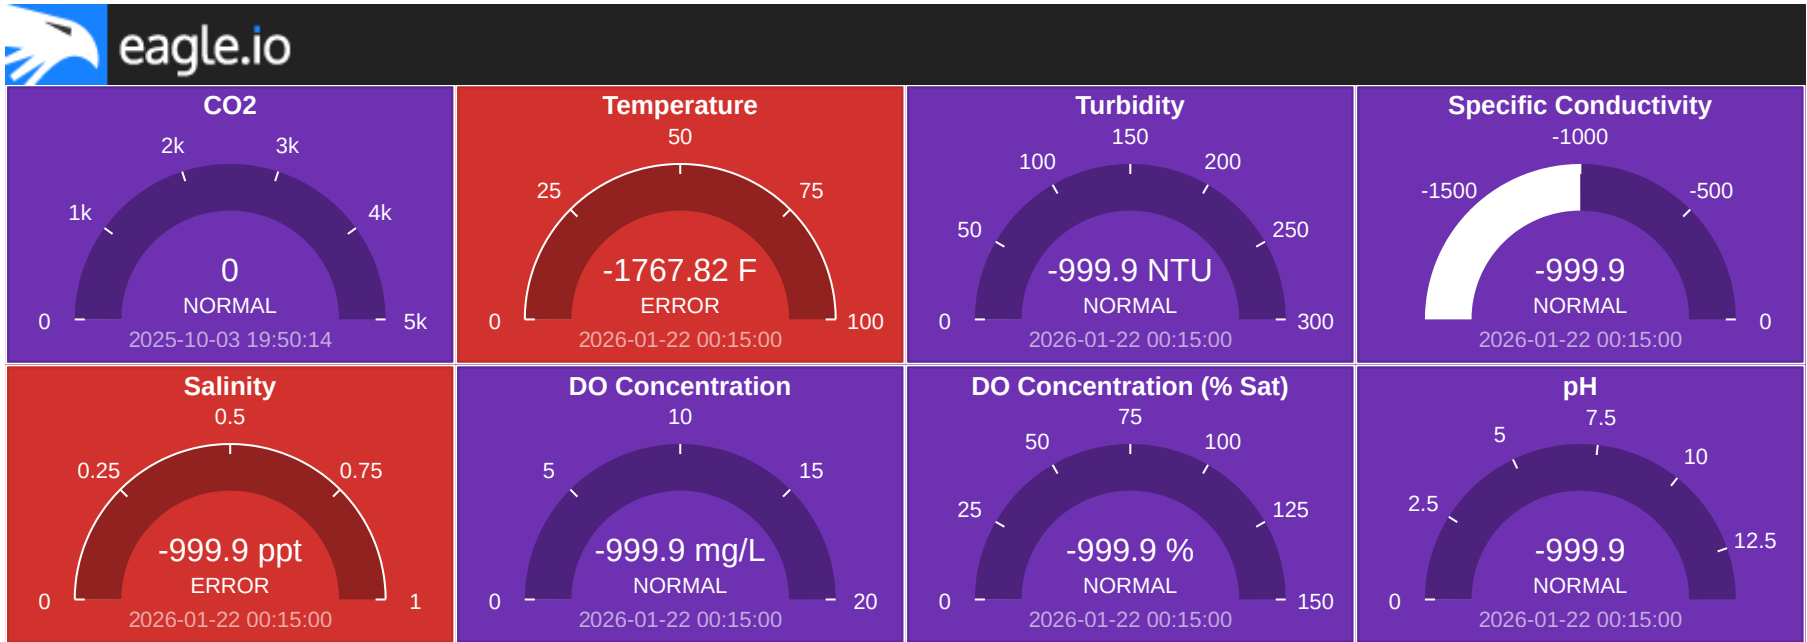 eagle.io
CO2
0
1k
2k
3k
4k
5k
0
NORMAL
2025-10-03 19:50:14
Temperature
0
25
50
75
100
-1767.82 F
ERROR
2026-01-22 00:15:00
Turbidity
0
50
100
150
200
250
300
-999.9 NTU
NORMAL
2026-01-22 00:15:00
Specific Conductivity
-1500
-1000
-500
0
-999.9
NORMAL
2026-01-22 00:15:00
Salinity
0
0.25
0.5
0.75
1
-999.9 ppt
ERROR
2026-01-22 00:15:00
DO Concentration
0
5
10
15
20
-999.9 mg/L
NORMAL
2026-01-22 00:15:00
DO Concentration (% Sat)
0
25
50
75
100
125
150
-999.9 %
NORMAL
2026-01-22 00:15:00
pH
0
2.5
5
7.5
10
12.5
-999.9
NORMAL
2026-01-22 00:15:00